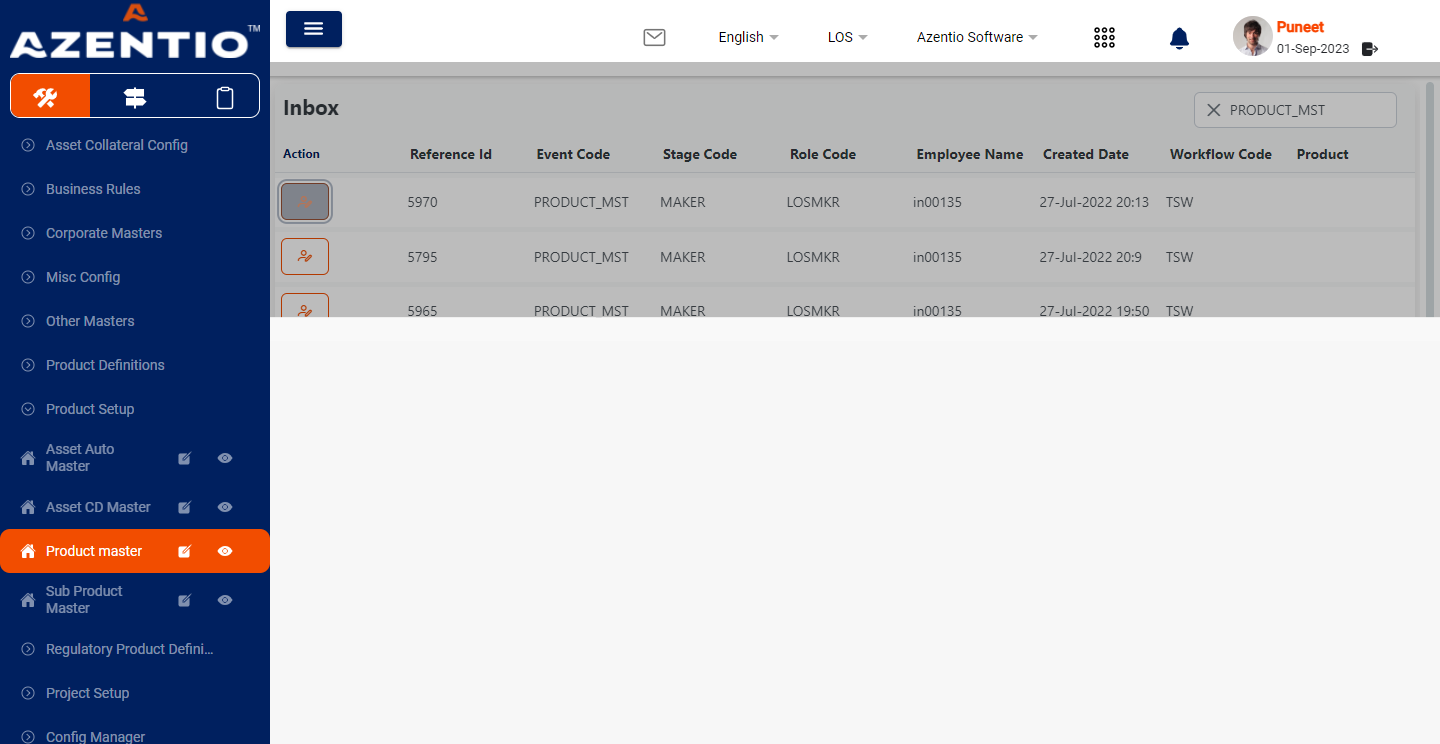 AZENTIO™
English
LOS
Azentio Software
Puneet
01-Sep-2023
Asset Collateral Config
Business Rules
Corporate Masters
Misc Config
Other Masters
Product Definitions
Product Setup
Asset Auto
Master
Asset CD Master
Product master
Sub Product
Master
Regulatory Product Defini...
Project Setup
Config Manager
Inbox
PRODUCT_MST
Action Reference Id Event Code Stage Code Role Code Employee Name Created Date Workflow Code Product
5970 PRODUCT_MST MAKER LOSMKR in00135 27-Jul-2022 20:13 TSW
5795 PRODUCT_MST MAKER LOSMKR in00135 27-Jul-2022 20:9 TSW
5965 PRODUCT_MST MAKER LOSMKR in00135 27-Jul-2022 19:50 TSW